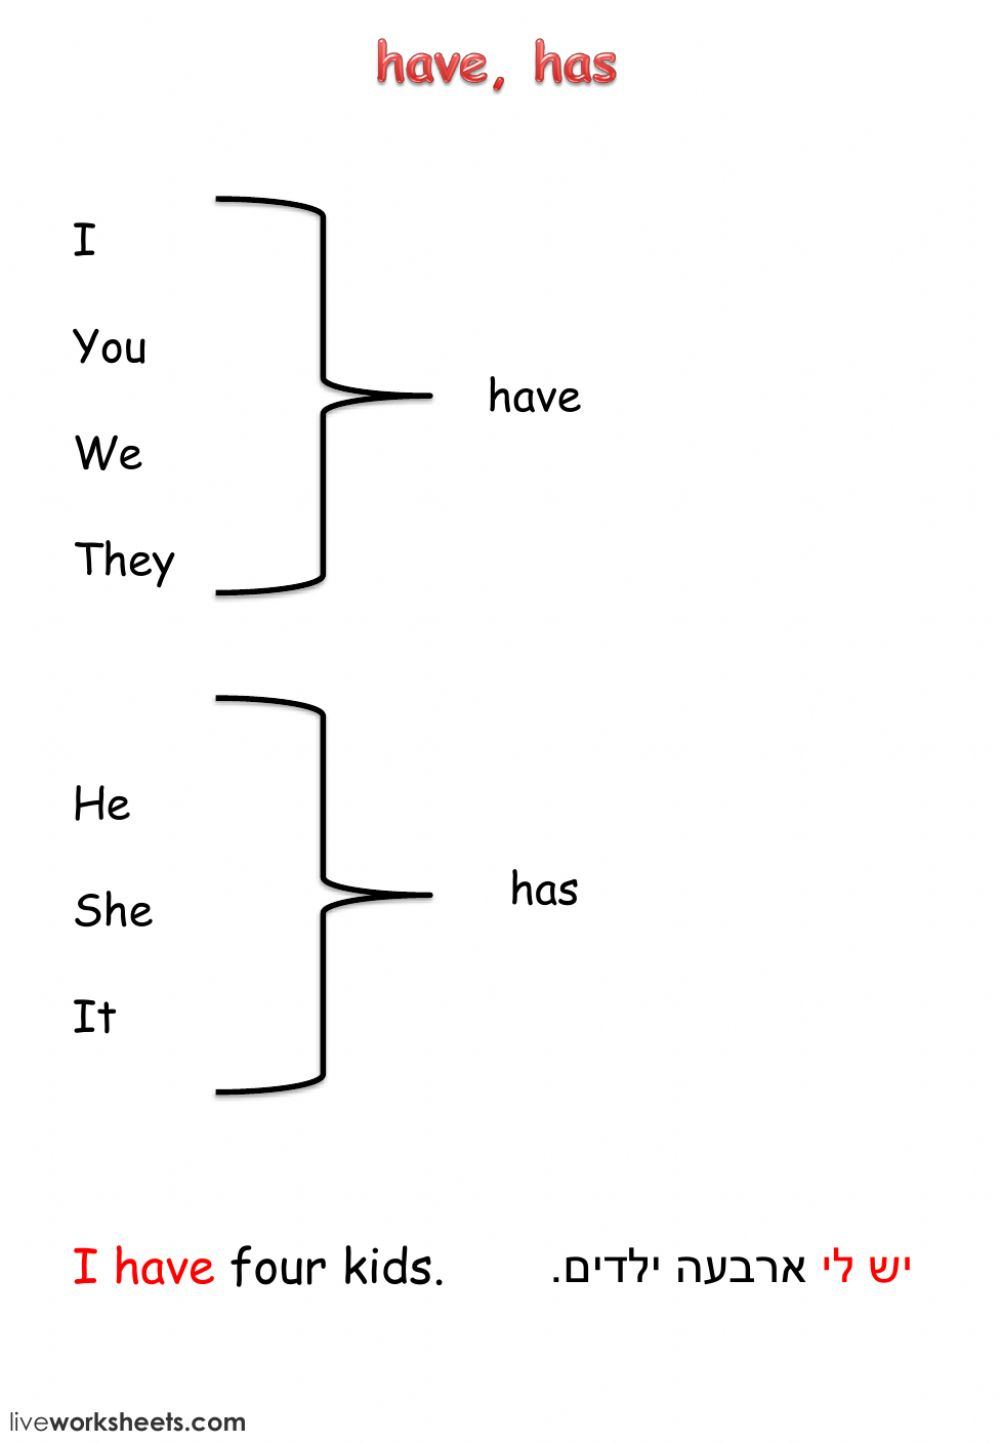 have, has
I
You
We
They
have
He
She
It
has
I have four kids.
יש לי ארבעה ילדים.
liveworksheets.com